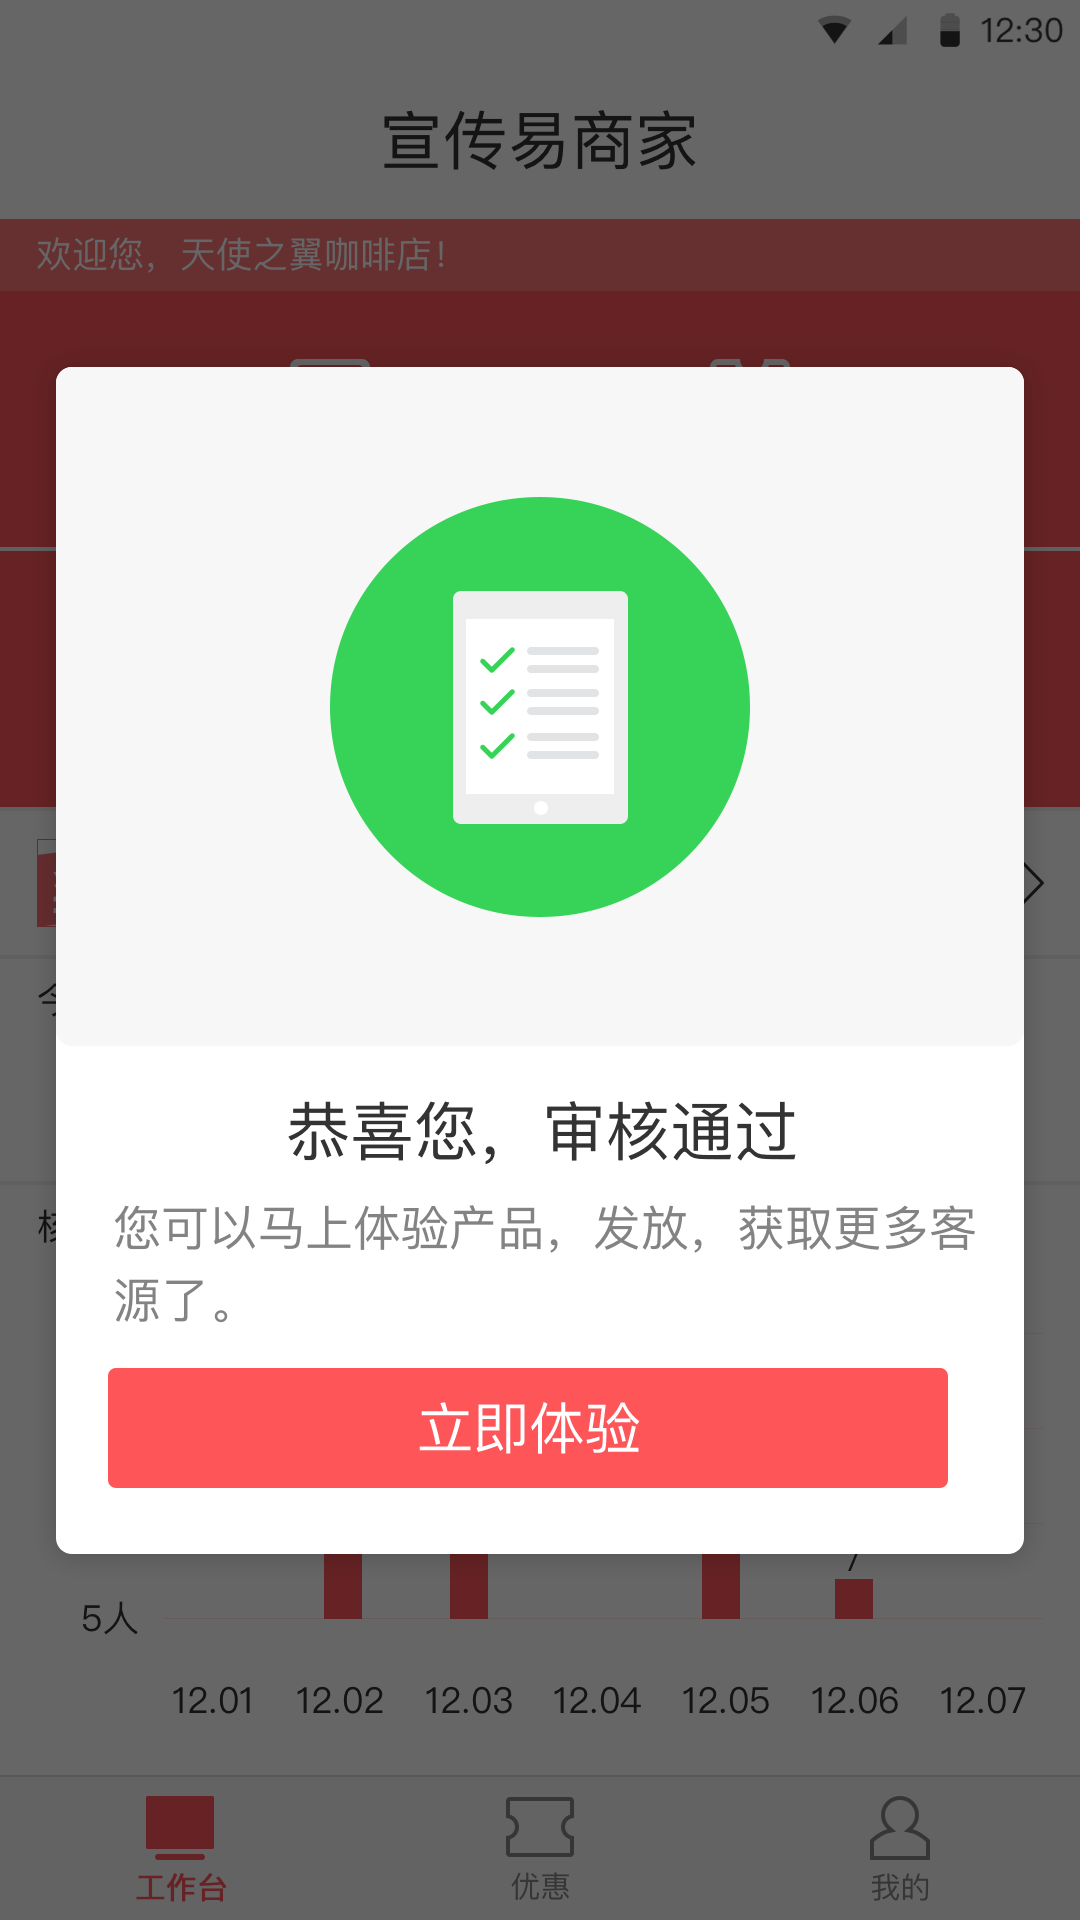 12:30
宣传易商家
欢迎您，天使之翼咖啡店！
恭喜您，审核通过
您可以马上体验产品，发放，获取更多客
源了。
立即体验
5人
12.01 12.02 12.03 12.04 12.05 12.06 12.07
工作台 优惠 我的